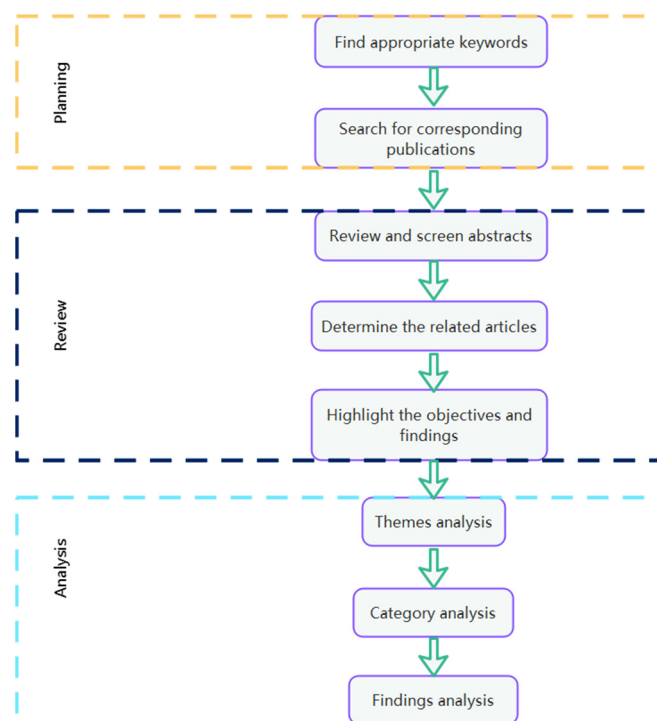 Planning
Find appropriate keywords
Search for corresponding
publications
Review
Review and screen abstracts
Determine the related articles
Highlight the objectives and
findings
Analysis
Themes analysis
Category analysis
Findings analysis